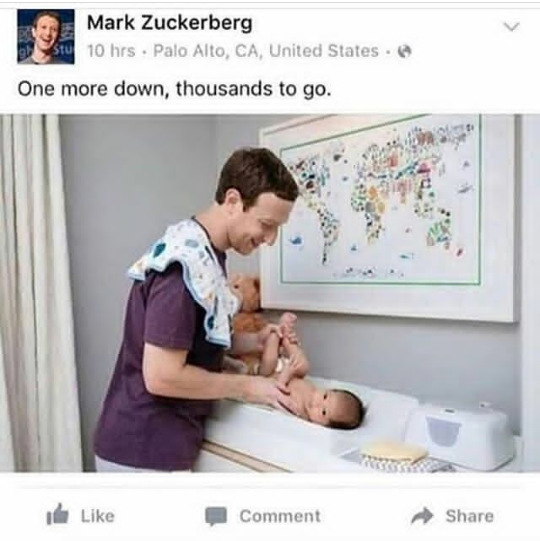 Mark Zuckerberg
10 hrs · Palo Alto, CA, United States ·
One more down, thousands to go.
Like Comment Share